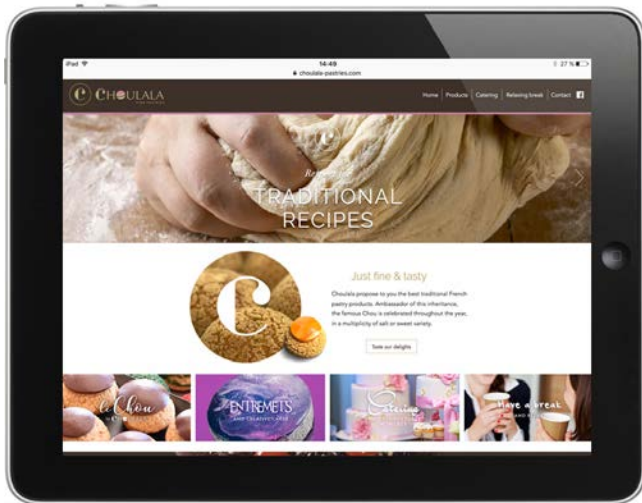 iPad
14:49
27 %
choulala-pastries.com
CHOULALA
Home
Products
Catering
Relaxing break
Contact
TRADITIONAL
RECIPES
Just fine & tasty
Choulala propose to you the best traditional French
pastry products. Ambassador of this inheritance,
the famous Chou is celebrated throughout the year,
in a multiplicity of salt or sweet variety.
Taste our delights
le Chou
ENTREMETS
Catering
Have a break